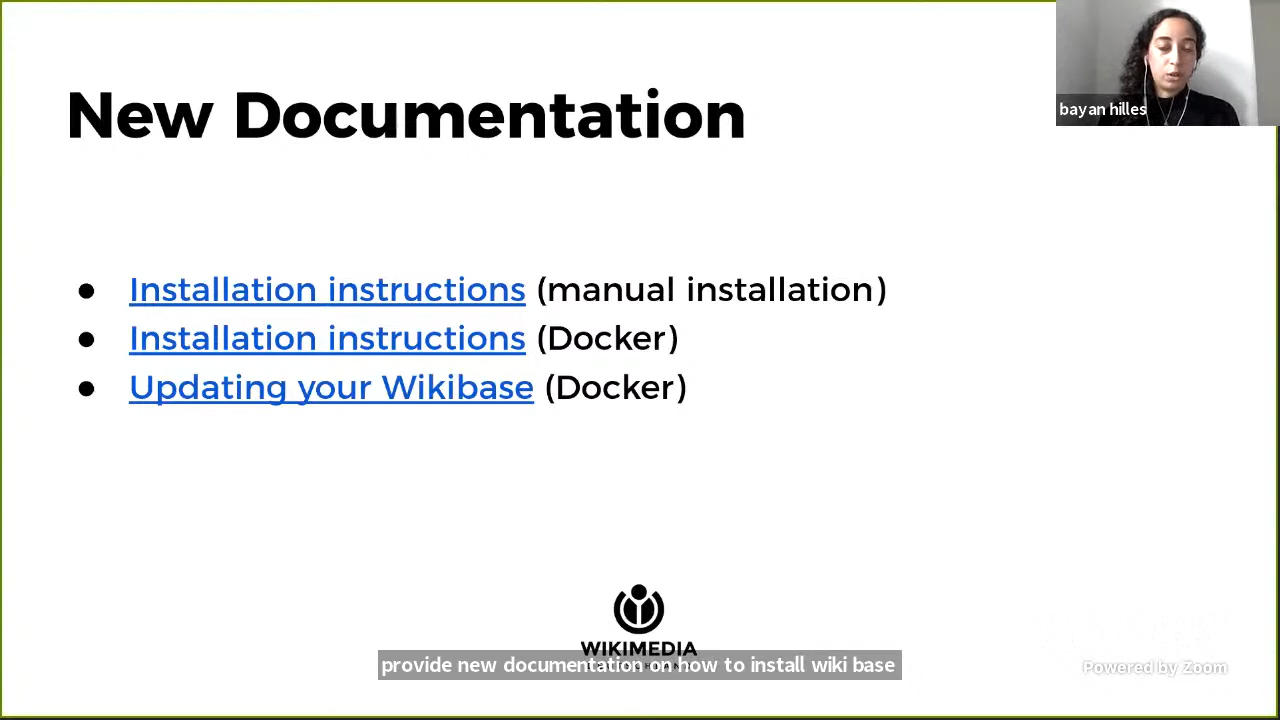 New Documentation
bayan hilles
● Installation instructions (manual installation)
● Installation instructions (Docker)
● Updating your Wikibase (Docker)
WIKIMEDIA
provide new documentation on how to install wiki base
Powered by Zoom